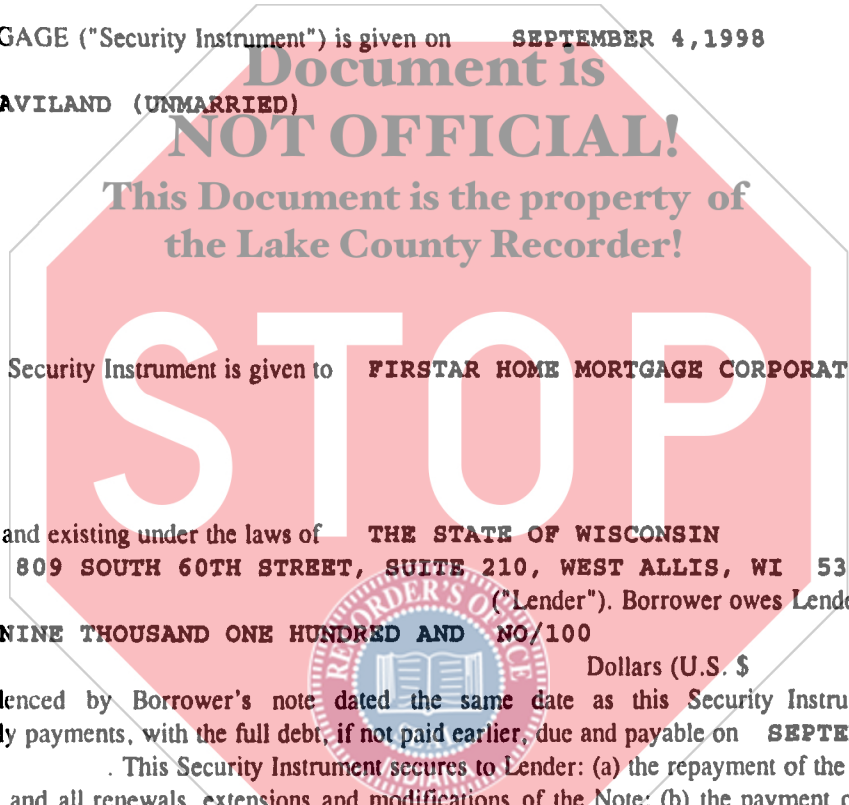 GAGE ("Security Instrument") is given on SEPTEMBER 4,1998
Document is
AVILAND (UNMARRIED)
NOT OFFICIAL!
This Document is the property of
the Lake County Recorder!
STOP
Security Instrument is given to FIRSTAR HOME MORTGAGE CORPORAT
and existing under the laws of THE STATE OF WISCONSIN
809 SOUTH 60TH STREET, SUITE 210, WEST ALLIS, WI 53
("Lender"). Borrower owes Lende
NINE THOUSAND ONE HUNDRED AND NO/100
RECORDER'S OFFICE
Dollars (U.S. $
enced by Borrower's note dated the same date as this Security Instru
ly payments, with the full debt, if not paid earlier, due and payable on SEPTE
. This Security Instrument secures to Lender: (a) the repayment of the
and all renewals, extensions and modifications of the Note; (b) the payment o